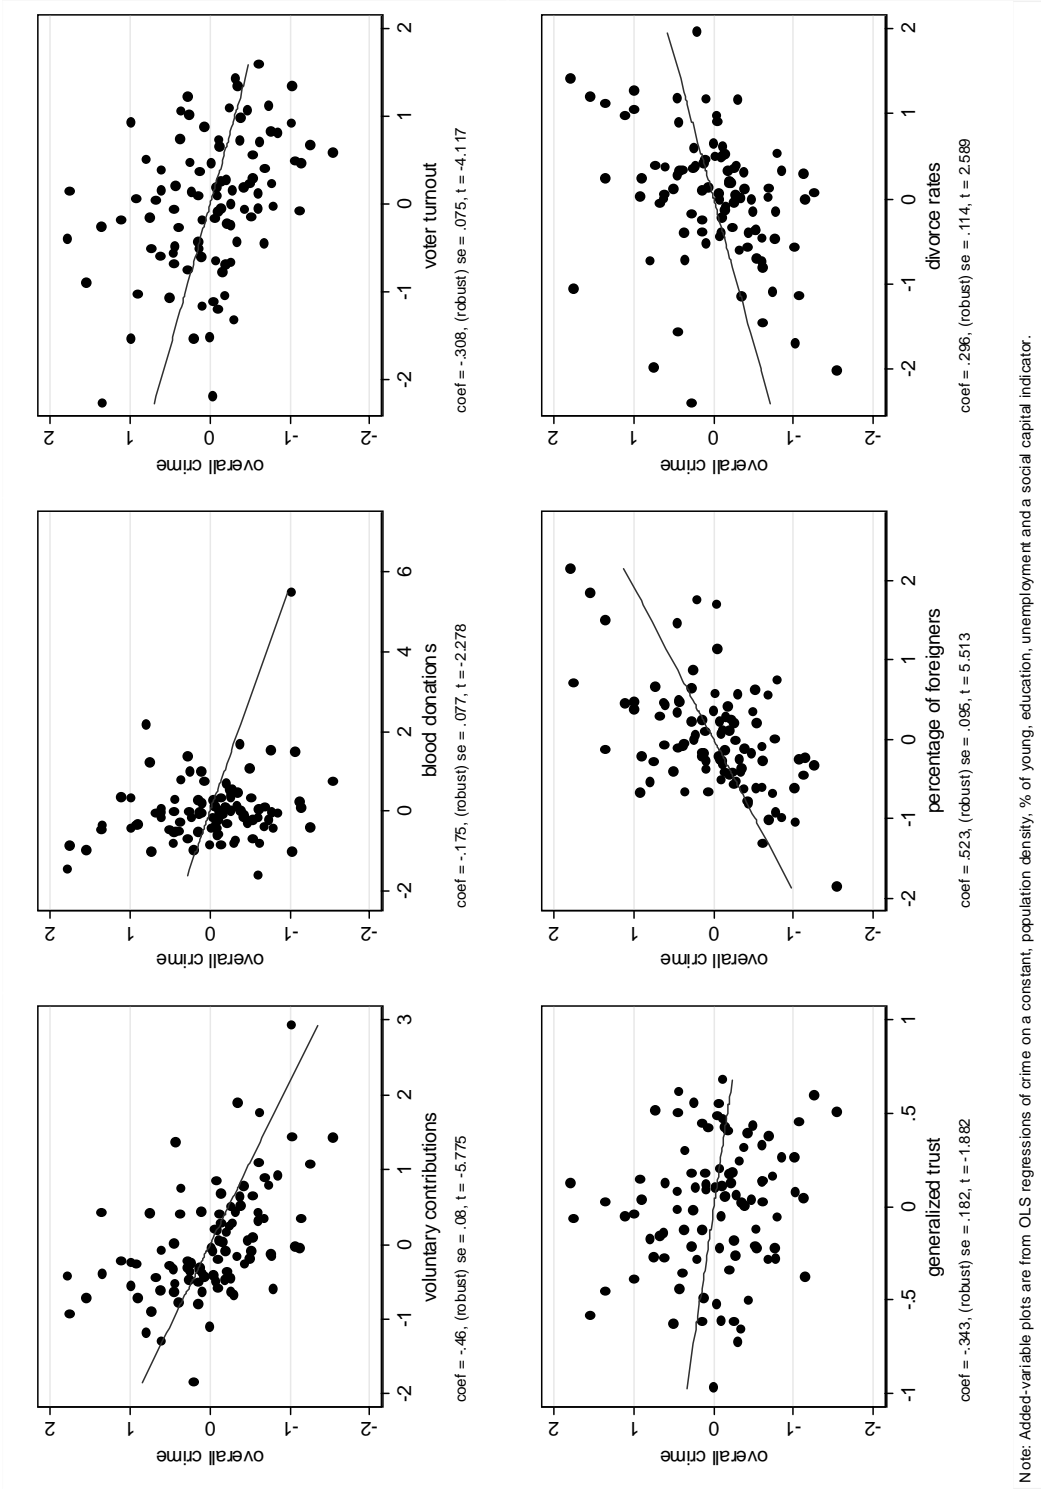 overall crime
2
1
0
-1
-2
-2 -1 0 1 2 3
voluntary contributions
coef = -.46, (robust) se = .08, t = -5.775
overall crime
2
1
0
-1
-2
-2 0 2 4 6
blood donations
coef = -.175, (robust) se = .077, t = -2.278
overall crime
2
1
0
-1
-2
-2 -1 0 1 2
voter turnout
coef = -.308, (robust) se = .075, t = -4.117
overall crime
2
1
0
-1
-2
-1 -.5 0 .5 1
generalized trust
coef = -.343, (robust) se = .182, t = -1.882
overall crime
2
1
0
-1
-2
-2 -1 0 1 2
percentage of foreigners
coef = .523, (robust) se = .095, t = 5.513
overall crime
2
1
0
-1
-2
-2 -1 0 1 2
divorce rates
coef = .296, (robust) se = .114, t = 2.589
Note: Added-variable plots are from OLS regressions of crime on a constant, population density, % of young, education, unemployment and a social capital indicator.